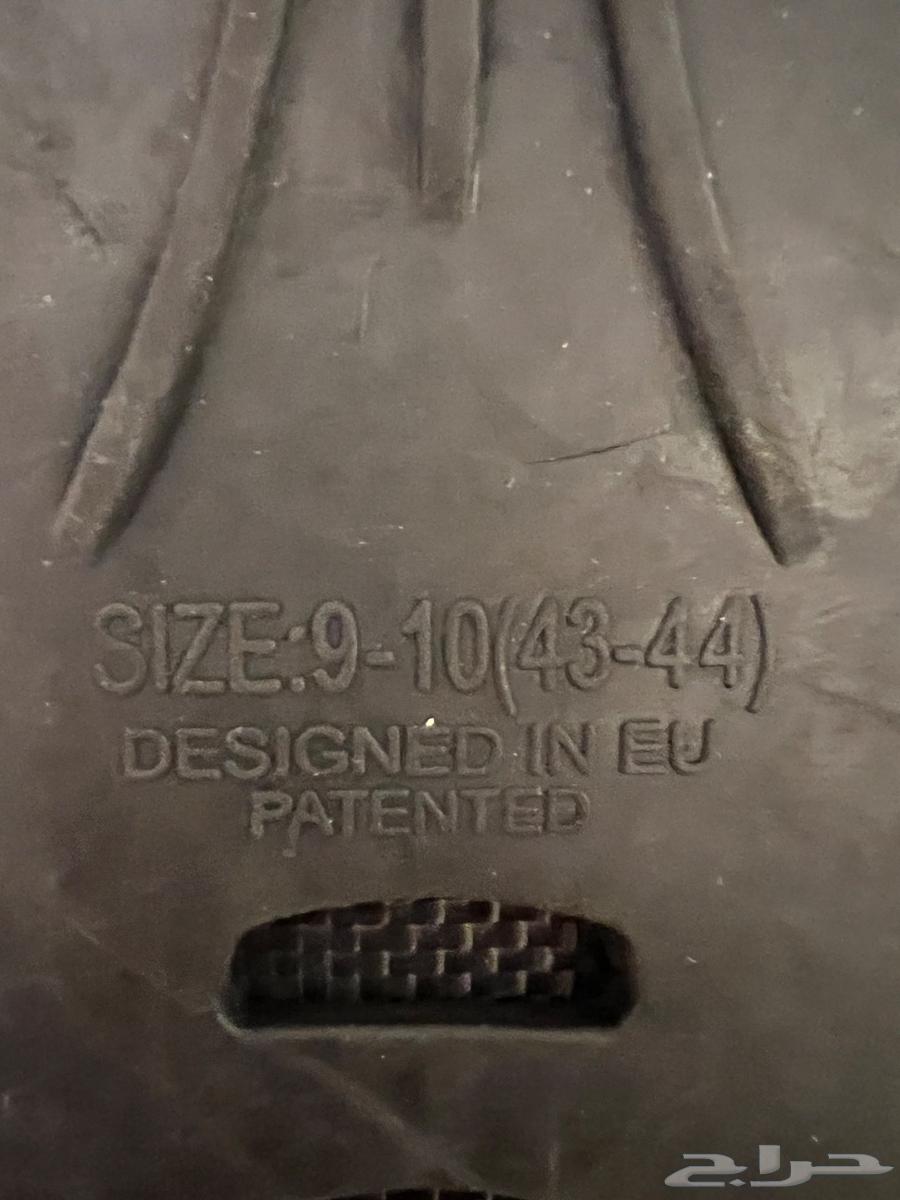 SIZE:9-10(43-44)
DESIGNED IN EU
PATENTED
حراج